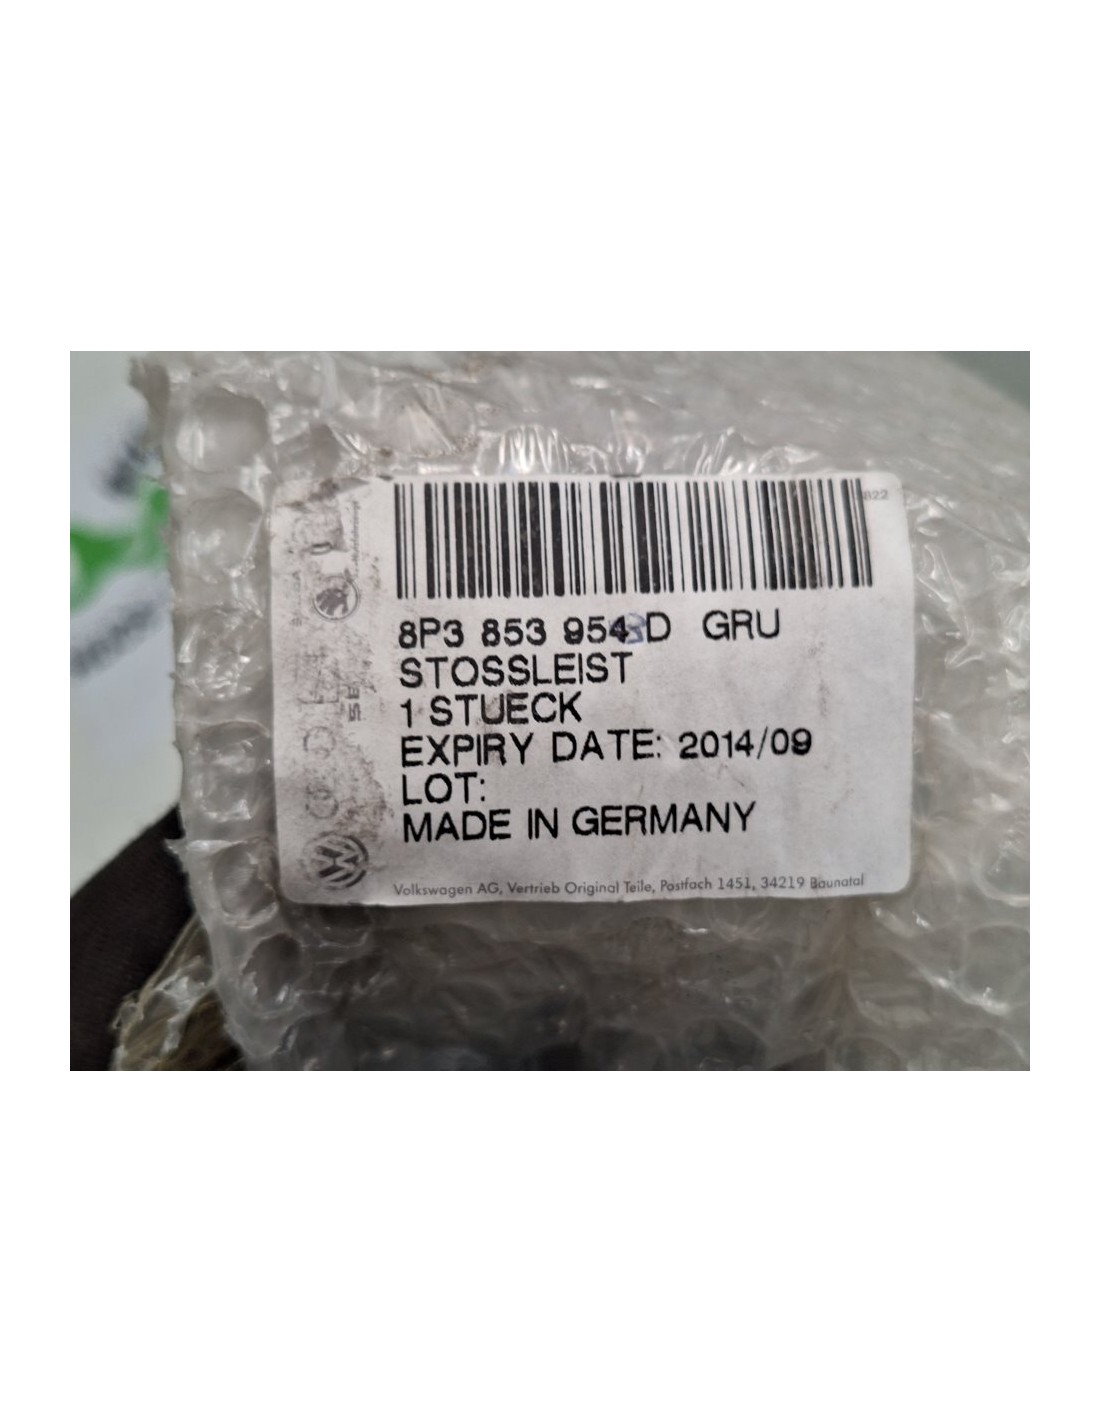 822
8P3 853 954 D GRU
STOSSLEIST
1 STUECK
EXPIRY DATE: 2014/09
LOT:
MADE IN GERMANY
Volkswagen AG, Vertrieb Original Teile, Postfach 1451, 34219 Baunatal